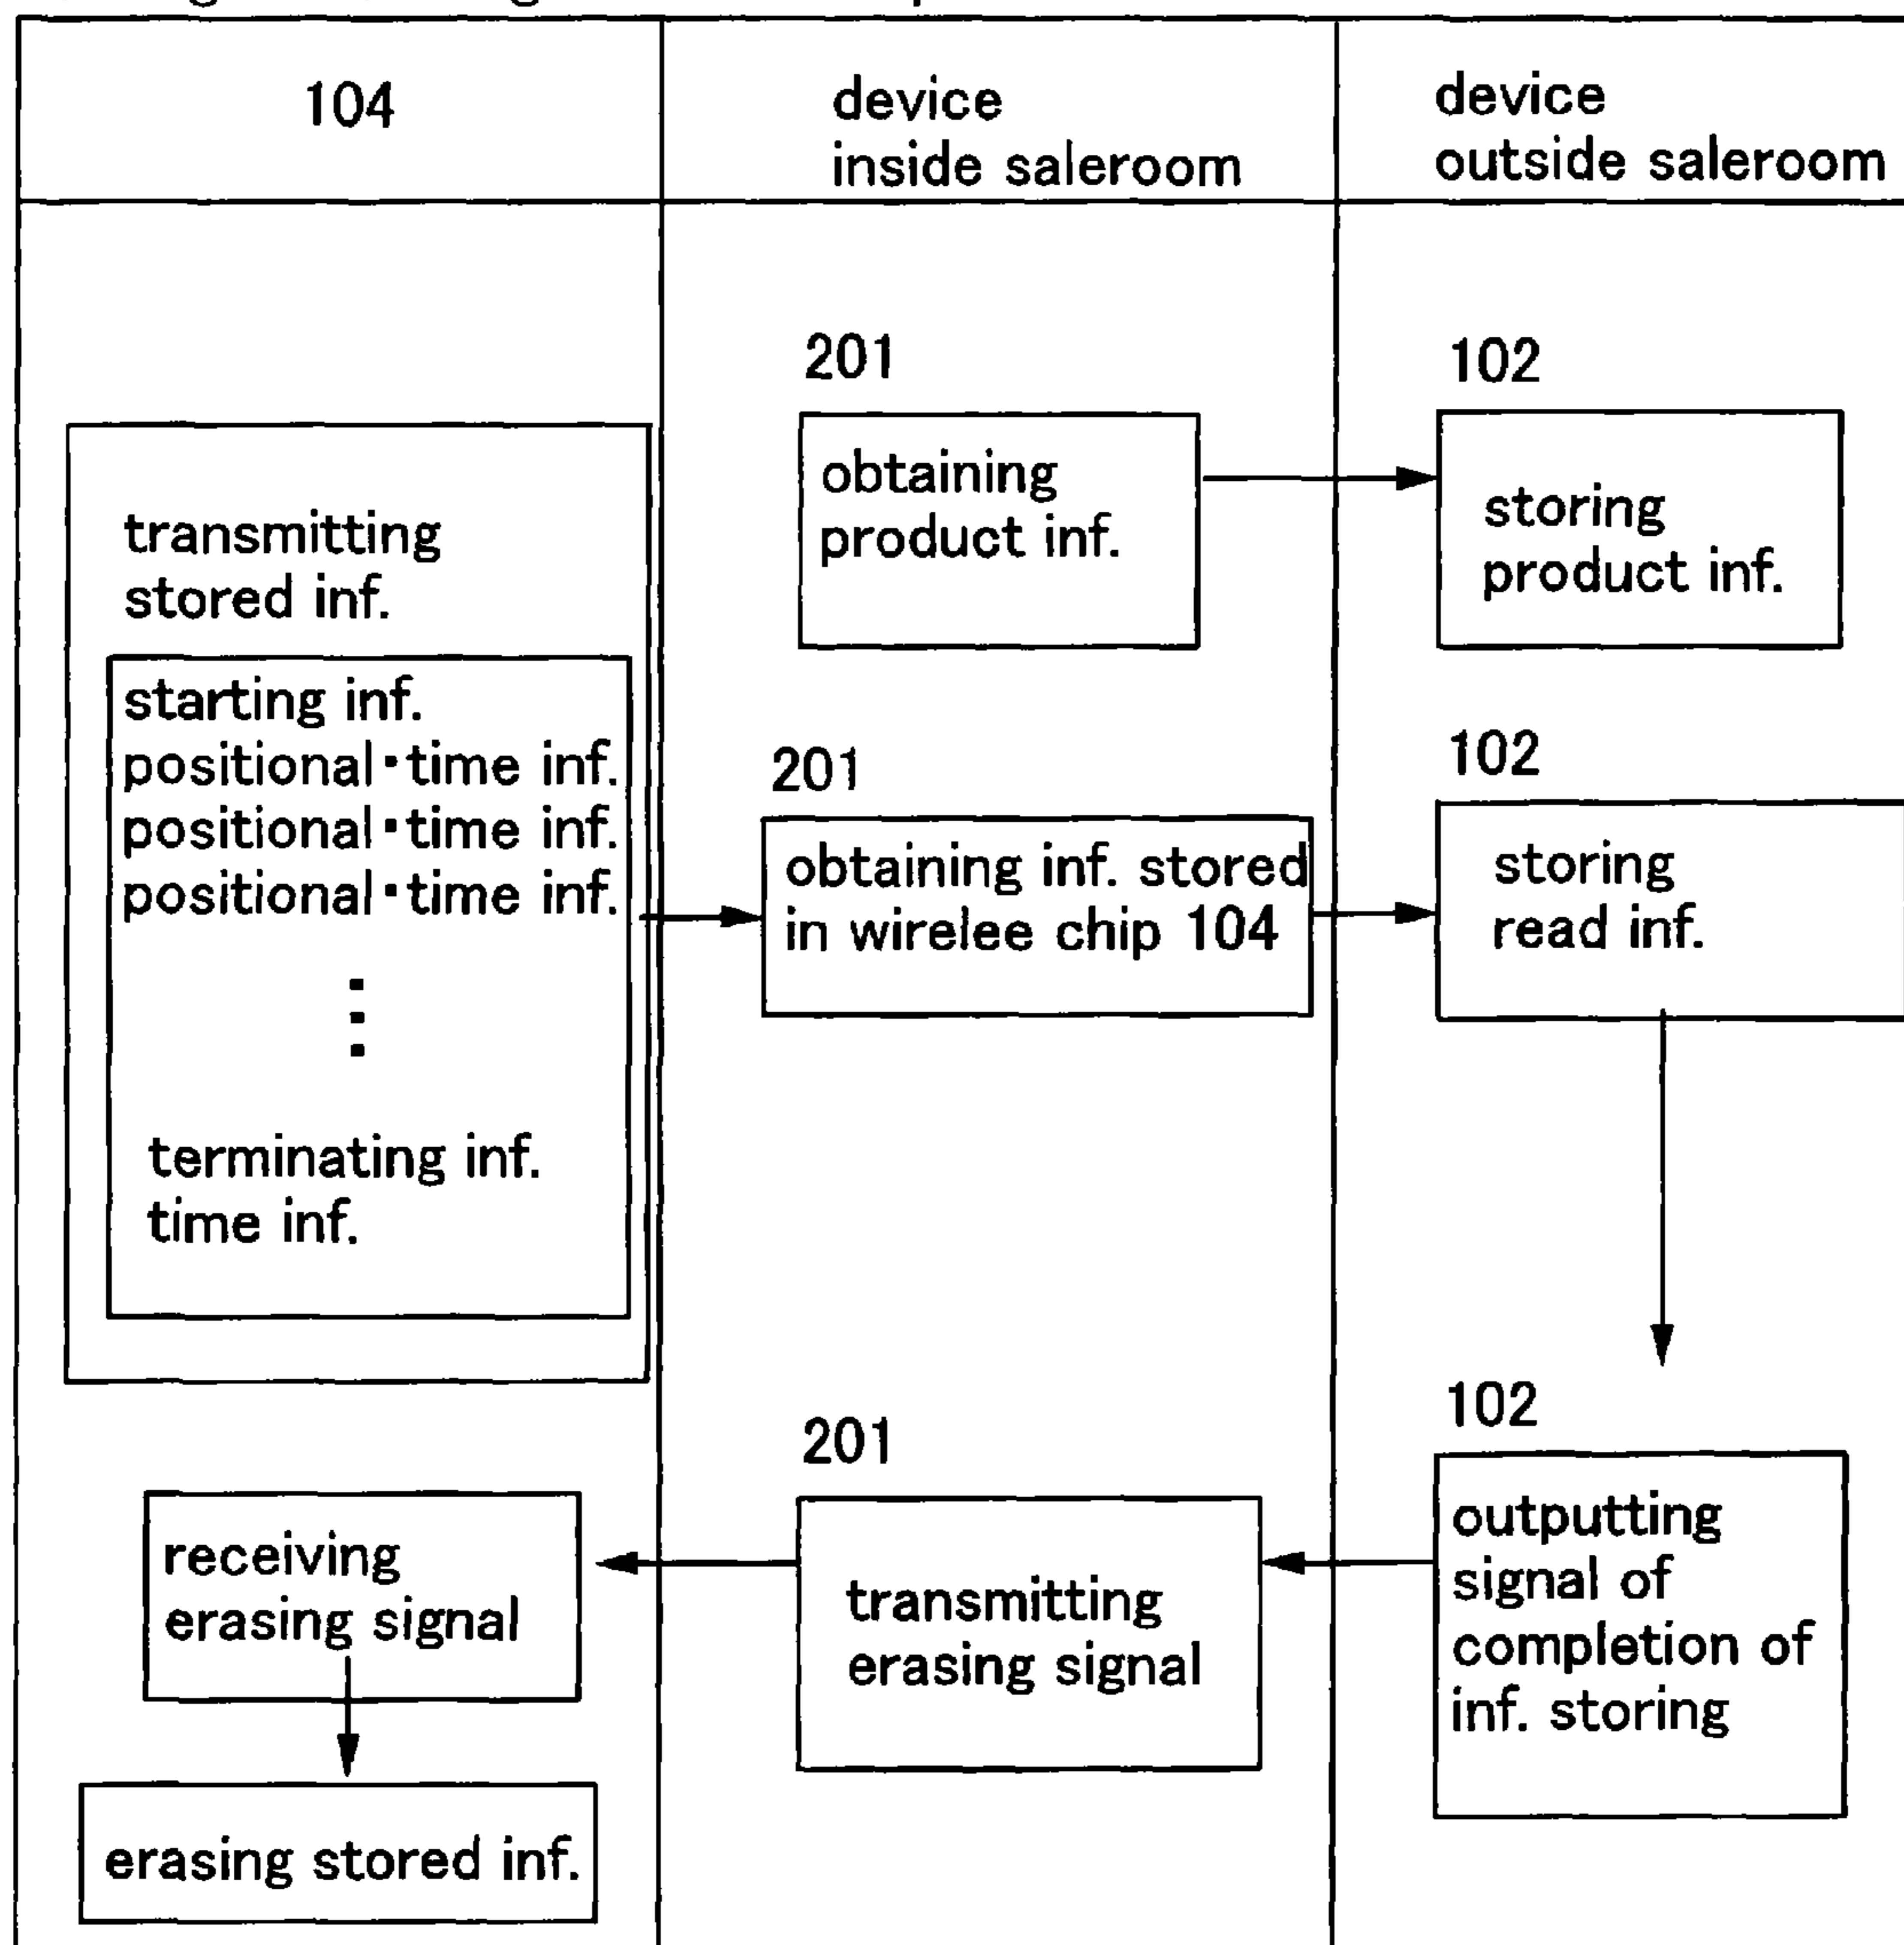 104
device
inside saleroom
device
outside saleroom
transmitting
stored inf.
starting inf.
positional･time inf.
positional･time inf.
positional･time inf.
terminating inf.
time inf.
201
obtaining
product inf.
102
storing
product inf.
201
obtaining inf. stored
in wirelee chip 104
102
storing
read inf.
102
outputting
signal of
completion of
inf. storing
201
transmitting
erasing signal
receiving
erasing signal
erasing stored inf.